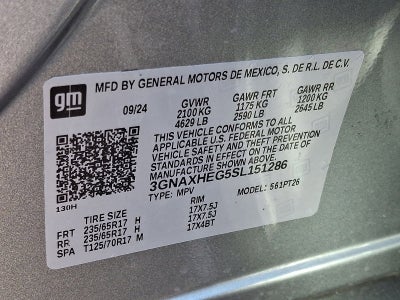 gm
MFD BY GENERAL MOTORS DE MEXICO, S. DE R.L. DE C.V.
09/24 GVWR GAWR FRT GAWR RR
2100 KG 1175 KG 1200 KG
4629 LB 2590 LB 2645 LB
THIS VEHICLE CONFORMS TO ALL
APPLICABLE U.S. FEDERAL MOTOR
VEHICLE SAFETY AND THEFT PREVENTION
STANDARDS IN EFFECT ON THE DATE OF
MANUFACTURE SHOWN ABOVE.
3GNAXHEG5SL151286
TYPE: MPV MODEL: 561PT26
130H
TIRE SIZE RIM
FRT 235/65R17 H 17X7.5J
RR 235/65R17 H 17X7.5J
SPA T125/70R17 M 17X4BT